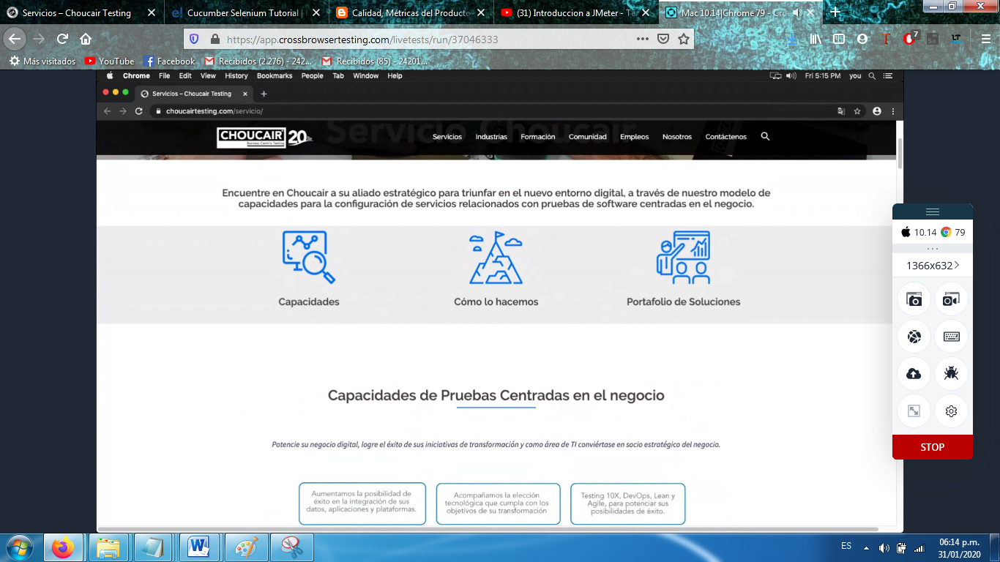 Servicios – Choucair Testing
Cucumber Selenium Tutorial |
Calidad, Métricas del Producto
(31) Introduccion a JMeter - Te
Mac 10.14|Chrome 79 - Cro
https://app.crossbrowsertesting.com/livetests/run/37046333
7
Más visitados
YouTube
Facebook
Recibidos (2.276) - 242...
Recibidos (85) - 24201...
Chrome File Edit View History Bookmarks People Tab Window Help
Fri 5:15 PM you
Servicios – Choucair Testing
choucairtesting.com/servicio/
Servicio Choucair
CHOUCAIR 20
Business Centric Testing
Servicios Industrias Formación Comunidad Empleos Nosotros Contáctenos
Encuentre en Choucair a su aliado estratégico para triunfar en el nuevo entorno digital, a través de nuestro modelo de
capacidades para la configuración de servicios relacionados con pruebas de software centradas en el negocio.
Capacidades
Cómo lo hacemos
Portafolio de Soluciones
Capacidades de Pruebas Centradas en el negocio
Potencie su negocio digital, logre el éxito de sus iniciativas de transformación y como área de TI conviértase en socio estratégico del negocio.
Aumentamos la posibilidad de
éxito en la integración de sus
datos, aplicaciones y plataformas.
Acompañamos la elección
tecnológica que cumpla con los
objetivos de su transformación
Testing 10X, DevOps, Lean y
Agile, para potenciar sus
posibilidades de éxito.
10.14 79
1366x632
STOP
ES
06:14 p.m.
31/01/2020